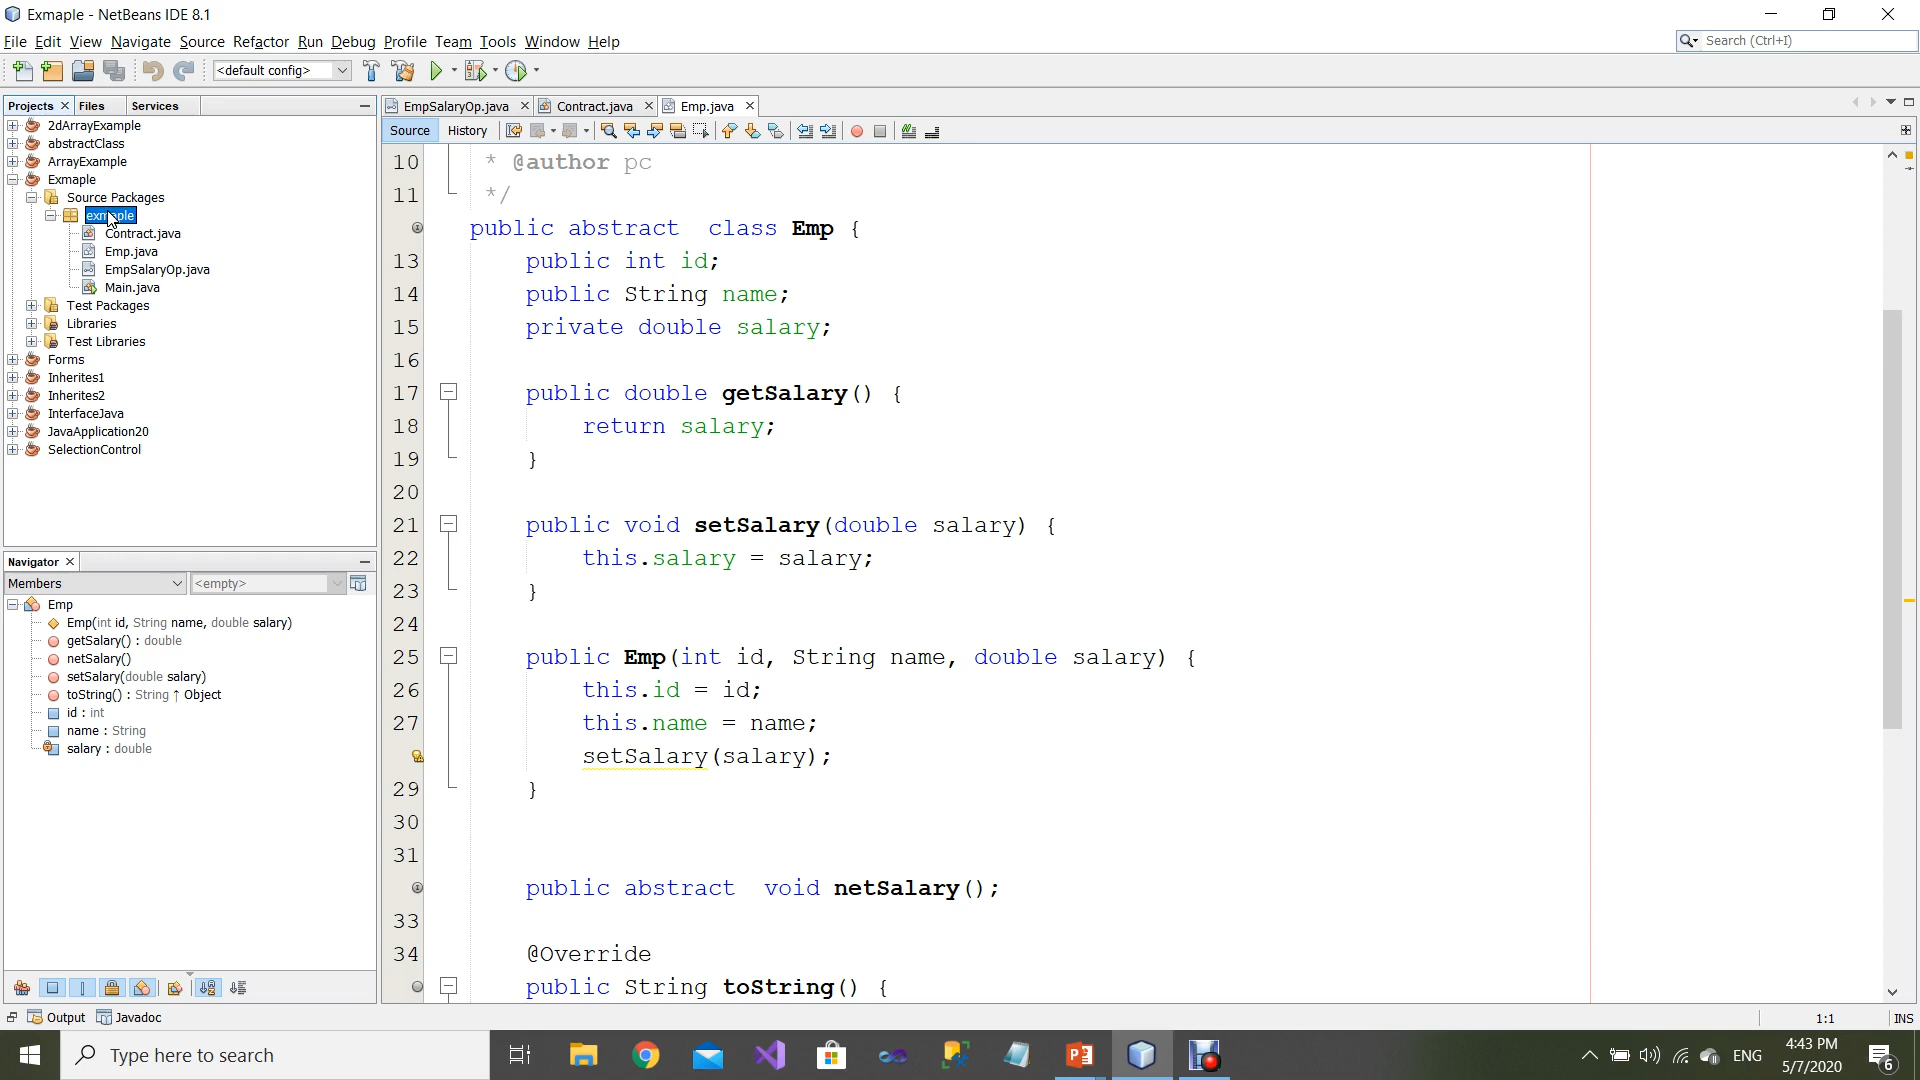 Exmaple - NetBeans IDE 8.1
File Edit View Navigate Source Refactor Run Debug Profile Team Tools Window Help
Search (Ctrl+I)
<default config>
Projects Files Services
EmpSalaryOp.java Contract.java Emp.java
Source History
2dArrayExample
abstractClass
ArrayExample
Exmaple
Source Packages
exmaple
Contract.java
Emp.java
EmpSalaryOp.java
Main.java
Test Packages
Libraries
Test Libraries
Forms
Inherites1
Inherites2
InterfaceJava
JavaApplication20
SelectionControl
Navigator
Members <empty>
Emp
Emp(int id, String name, double salary)
getSalary() : double
netSalary()
setSalary(double salary)
toString() : String ↑ Object
id : int
name : String
salary : double
10 * @author pc
11 */
public abstract  class Emp {
13 public int id;
14 public String name;
15 private double salary;
16
17 public double getSalary() {
18 return salary;
19 }
20
21 public void setSalary(double salary) {
22 this.salary = salary;
23 }
24
25 public Emp(int id, String name, double salary) {
26 this.id = id;
27 this.name = name;
setSalary(salary);
29 }
30
31
public abstract  void netSalary();
33
34 @Override
public String toString() {
Output Javadoc
1:1 INS
Type here to search
ENG
4:43 PM
5/7/2020
6